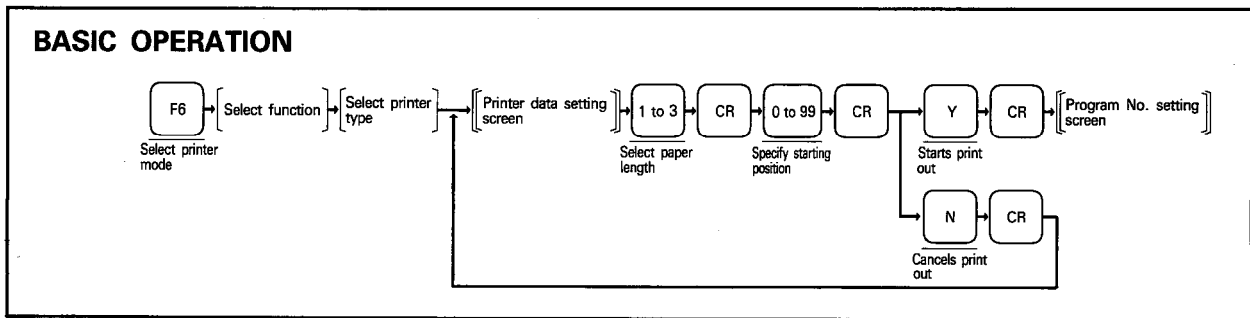 BASIC OPERATION
F6
Select printer
mode
Select function
Select printer
type
Printer data setting
screen
1 to 3
Select paper
length
CR
0 to 99
Specify starting
position
CR
Y
Starts print
out
CR
Program No. setting
screen
N
Cancels print
out
CR